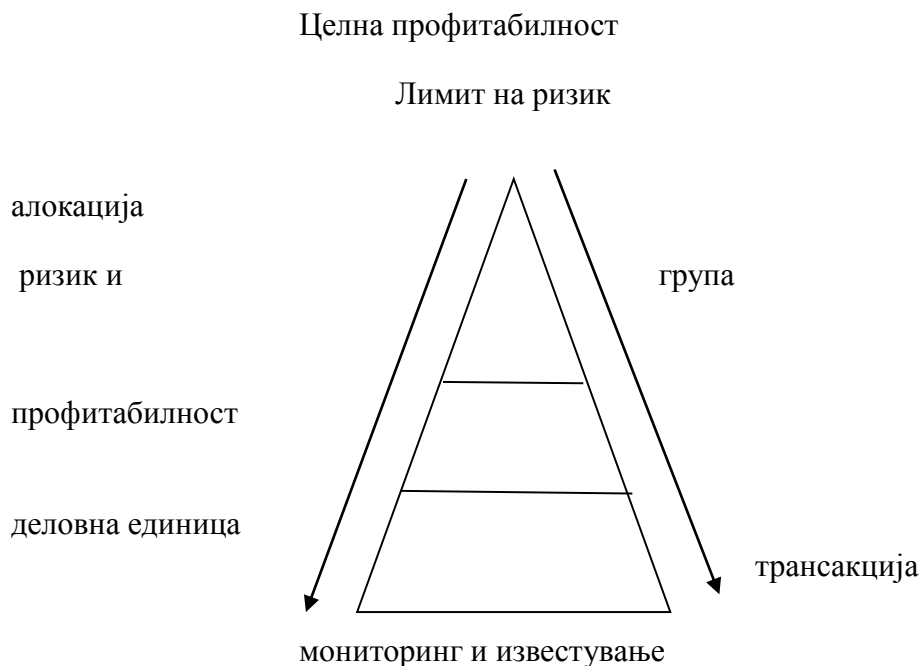 Целна профитабилност
Лимит на ризик
алокација
ризик и
група
профитабилност
деловна единица
трансакција
мониторинг и известување